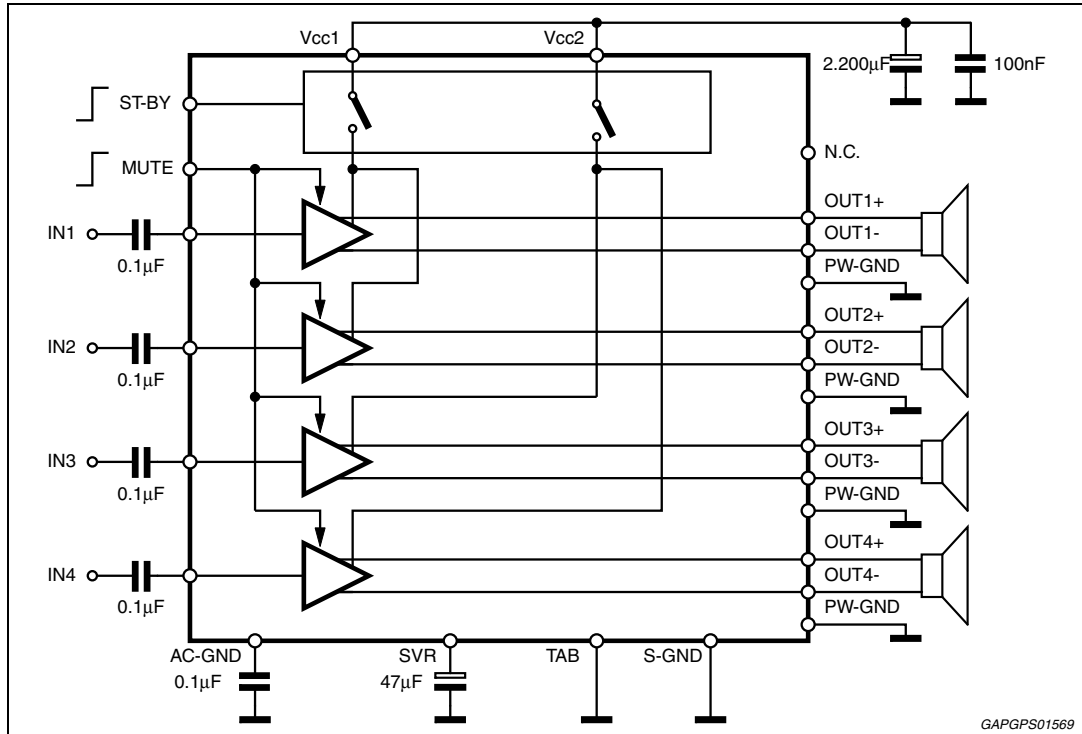 Vcc1
Vcc2
2.200µF
100nF
ST-BY
N.C.
MUTE
OUT1+
IN1
OUT1-
0.1µF
PW-GND
OUT2+
IN2
OUT2-
0.1µF
PW-GND
OUT3+
IN3
OUT3-
0.1µF
PW-GND
OUT4+
IN4
OUT4-
0.1µF
PW-GND
AC-GND
SVR
TAB
S-GND
0.1µF
47µF
GAPGPS01569